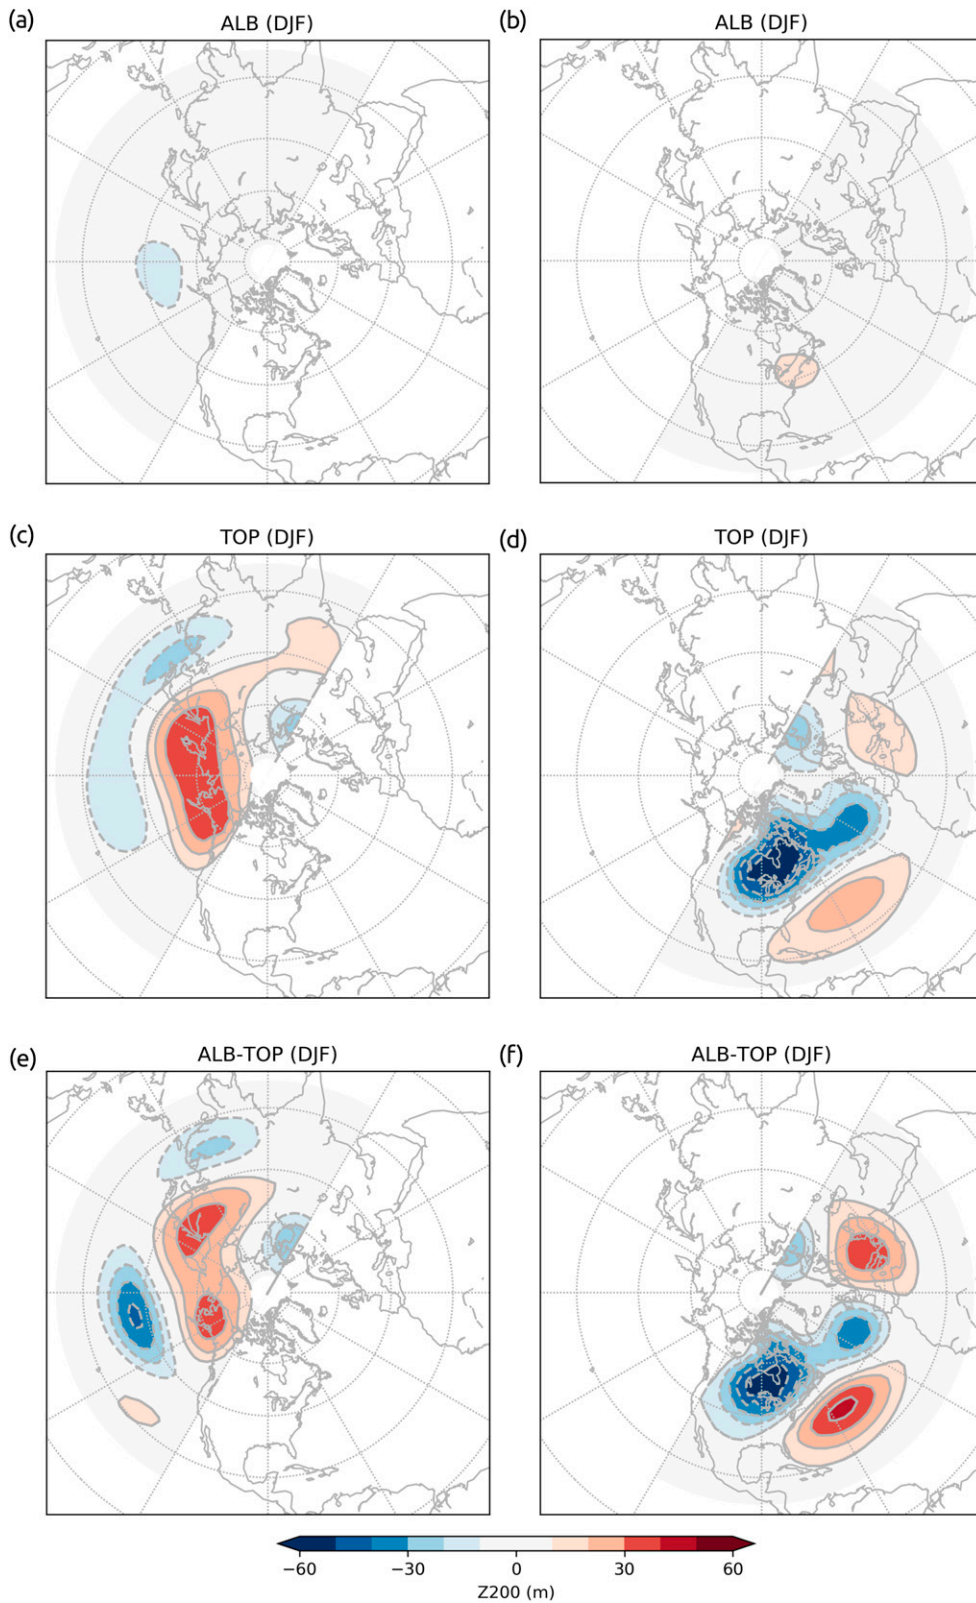 (a) ALB (DJF)
(b) ALB (DJF)
(c) TOP (DJF)
(d) TOP (DJF)
(e) ALB-TOP (DJF)
(f) ALB-TOP (DJF)
−60 −30 0 30 60
Z200 (m)